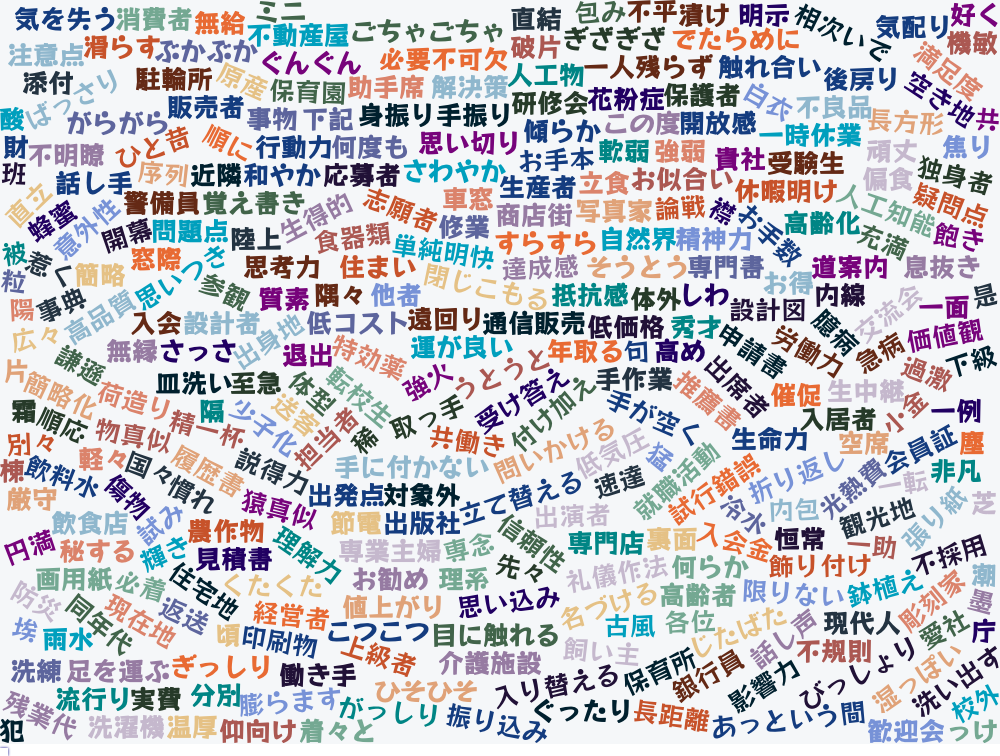 気を失う 消費者 無給 ミニ 直結 包み 不平 漬け 明示 相次いで 気配り 好く
注意点 滑らす ぶかぶか 不動産屋 ごちゃごちゃ 破片 ぎざぎざ でたらめに 機敏
添付 ぱっさり 駐輪所 原産 ぐんぐん 必要不可欠 人工物 一人残らず 触れ合い 後戻り 満足度
酸 がらがら 販売者 保育園 助手席 解決策 研修会 花粉症 保護者 白衣 不良品 空き地 共
財 不明瞭 ひと苦 順に 事物 下記 身振り手振り 傾らか この度 開放感 一時休業 長方形 焦り
班 話し手 序列 行動力 何度も 思い切り お手本 軟弱 強弱 貴社 受験生 頑丈 独身者
直立 蜂蜜 近隣 和やか 応募者 さわやか 生産者 立食 お似合い 休暇明け 偏食 疑問点
意外性 警備員 覚え書き 生得的 志願者 車窓 商店街 写真家 論戦 襟 お手数 高齢化 人工知能 飽き
被 惹く 開幕 問題点 陸上 食器類 単純明快 修業 すらすら 自然界 精神力 充満
粒 簡略 窓際 思いつき 思考力 住まい 閉じこもる 達成感 そうとう 専門書 お得 道案内 息抜き
陽 事典 高品質 参観 質素 隅々 他者 抵抗感 体外 しわ 設計図 内線 交流会 一面 是
広々 入会 設計者 出身地 低コスト 遠回り 通信販売 低価格 秀才 申請書 臆病 労働力 急病 価値観
片 謙遜 無縁 さっさ 退出 特効薬 運が良い 年取る 句 高め 過激 下級
簡略化 荷造り 皿洗い 至急 体型 転校生 強火 うとうと 受け答え 手作業 推薦書 出席者 催促 生中継 小金
霜 順応 精一杯 隔 少子化 送客 担当者 稀 取っ手 付け加え 手が空く 入居者 一例
別々 物真似 共働き 問いかける 低気圧 猛 生命力 空席 会員証 塵
棟 飲料水 軽々 国々 慣れ 履歴書 説得力 手に付かない 就職活動 試行錯誤 折り返し 光熱費 一転 非凡
厳守 傷物 猿真似 出発点 対象外 立て替える 速達 冷水 内包 観光地 張り紙 芝
飲食店 試み 農作物 理解力 節電 出版社 出演者 信頼性 専門店 裏面 入会金 恒常 一助
円満 秘する 輝き 見積書 専業主婦 専念 先々 礼儀作法 何らか 飾り付け 不採用
画用紙 必着 住宅地 くたくた お勧め 理系 名づける 高齢者 限りない 鉢植え 彫刻家 潮
防災 同年代 現在地 返送 経営者 値上がり 思い込み 古風 各位 墨
埃 雨水 頃 印刷物 こつこつ 上級者 目に触れる 飼い主 じたばた 話し声 現代人 愛社 庁
洗練 足を運ぶ ぎっしり 働き手 介護施設 保育所 銀行員 影響力 不規則 びっしょり 湿っぽい 洗い出す
残業代 流行り 実費 分別 膨らます ひそひそ 入り替える 校外
犯 洗濯機 温厚 仰向け 着々と がっしり 振り込み ぐったり 長距離 あっという間 歓迎会 っけ